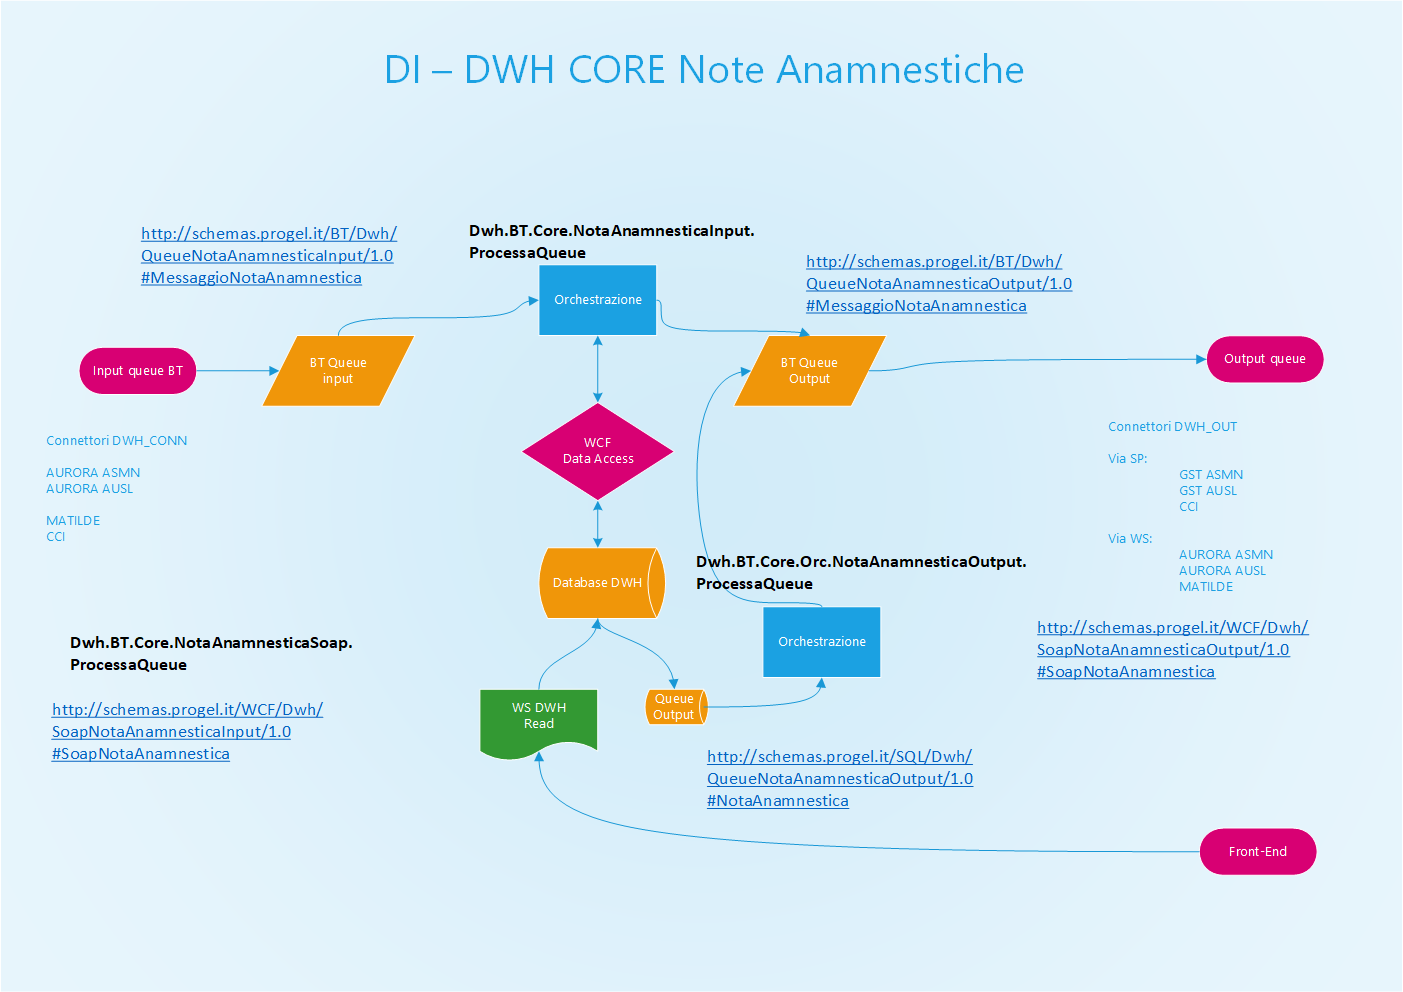 DI – DWH CORE Note Anamnestiche
http://schemas.progel.it/BT/Dwh/
QueueNotaAnamnesticaInput/1.0
#MessaggioNotaAnamnestica
Dwh.BT.Core.NotaAnamnesticaInput.
ProcessaQueue
http://schemas.progel.it/BT/Dwh/
QueueNotaAnamnesticaOutput/1.0
#MessaggioNotaAnamnestica
Orchestrazione
Input queue BT
BT Queue
input
BT Queue
Output
Output queue
Connettori DWH_CONN
AURORA ASMN
AURORA AUSL
MATILDE
CCI
WCF
Data Access
Connettori DWH_OUT
Via SP:
GST ASMN
GST AUSL
CCI
Via WS:
AURORA ASMN
AURORA AUSL
MATILDE
Database DWH
Dwh.BT.Core.Orc.NotaAnamnesticaOutput.
ProcessaQueue
Orchestrazione
http://schemas.progel.it/WCF/Dwh/
SoapNotaAnamnesticaOutput/1.0
#SoapNotaAnamnestica
Dwh.BT.Core.NotaAnamnesticaSoap.
ProcessaQueue
http://schemas.progel.it/WCF/Dwh/
SoapNotaAnamnesticaInput/1.0
#SoapNotaAnamnestica
WS DWH
Read
Queue
Output
http://schemas.progel.it/SQL/Dwh/
QueueNotaAnamnesticaOutput/1.0
#NotaAnamnestica
Front-End